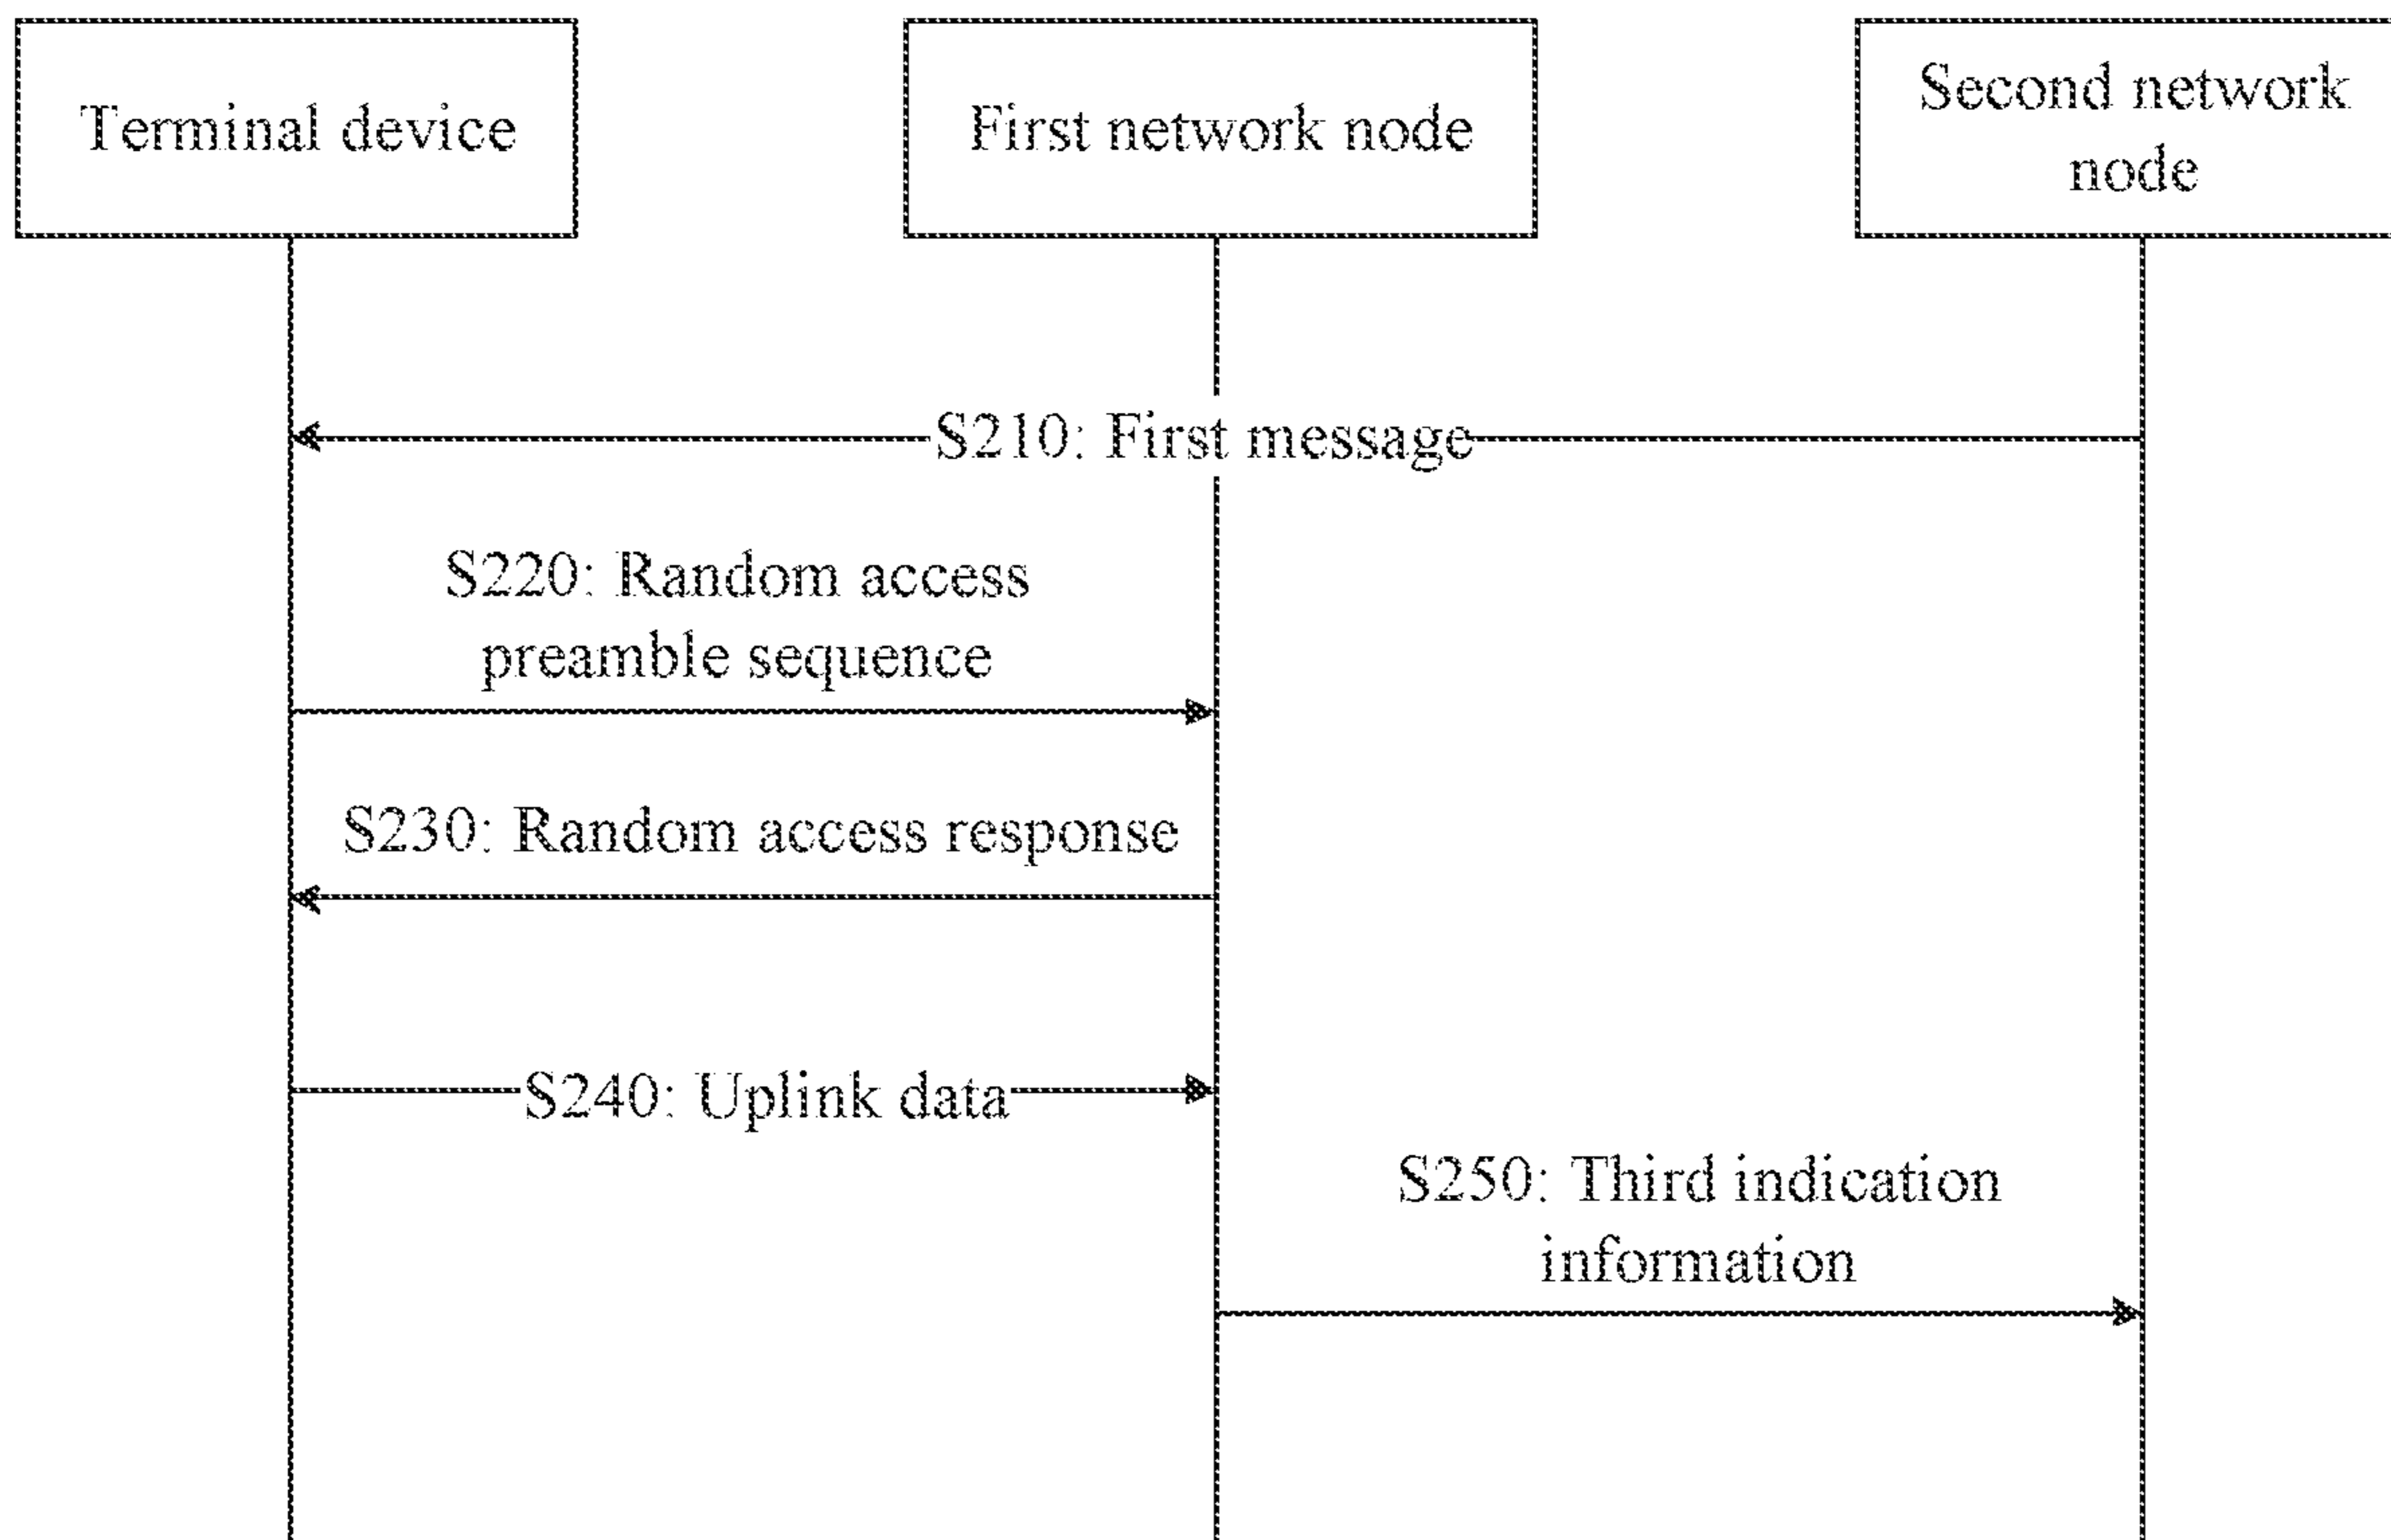 Terminal device
First network node
Second network
node
S210: First message
S220: Random access
preamble sequence
S230: Random access response
S240: Uplink data
S250: Third indication
information